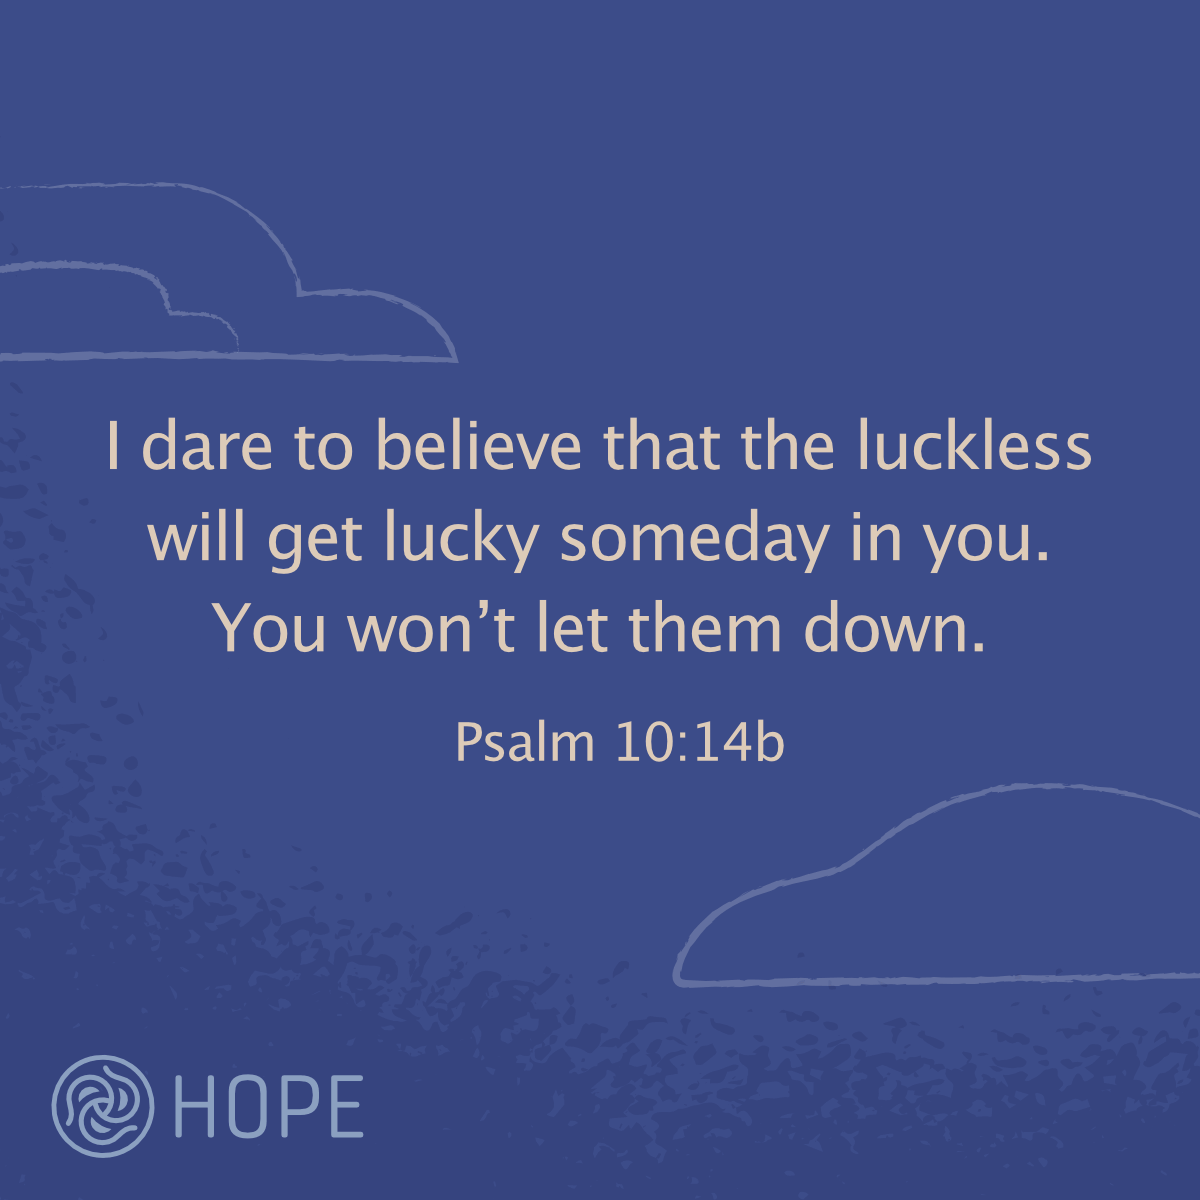 I dare to believe that the luckless
will get lucky someday in you.
You won’t let them down.
Psalm 10:14b
HOPE